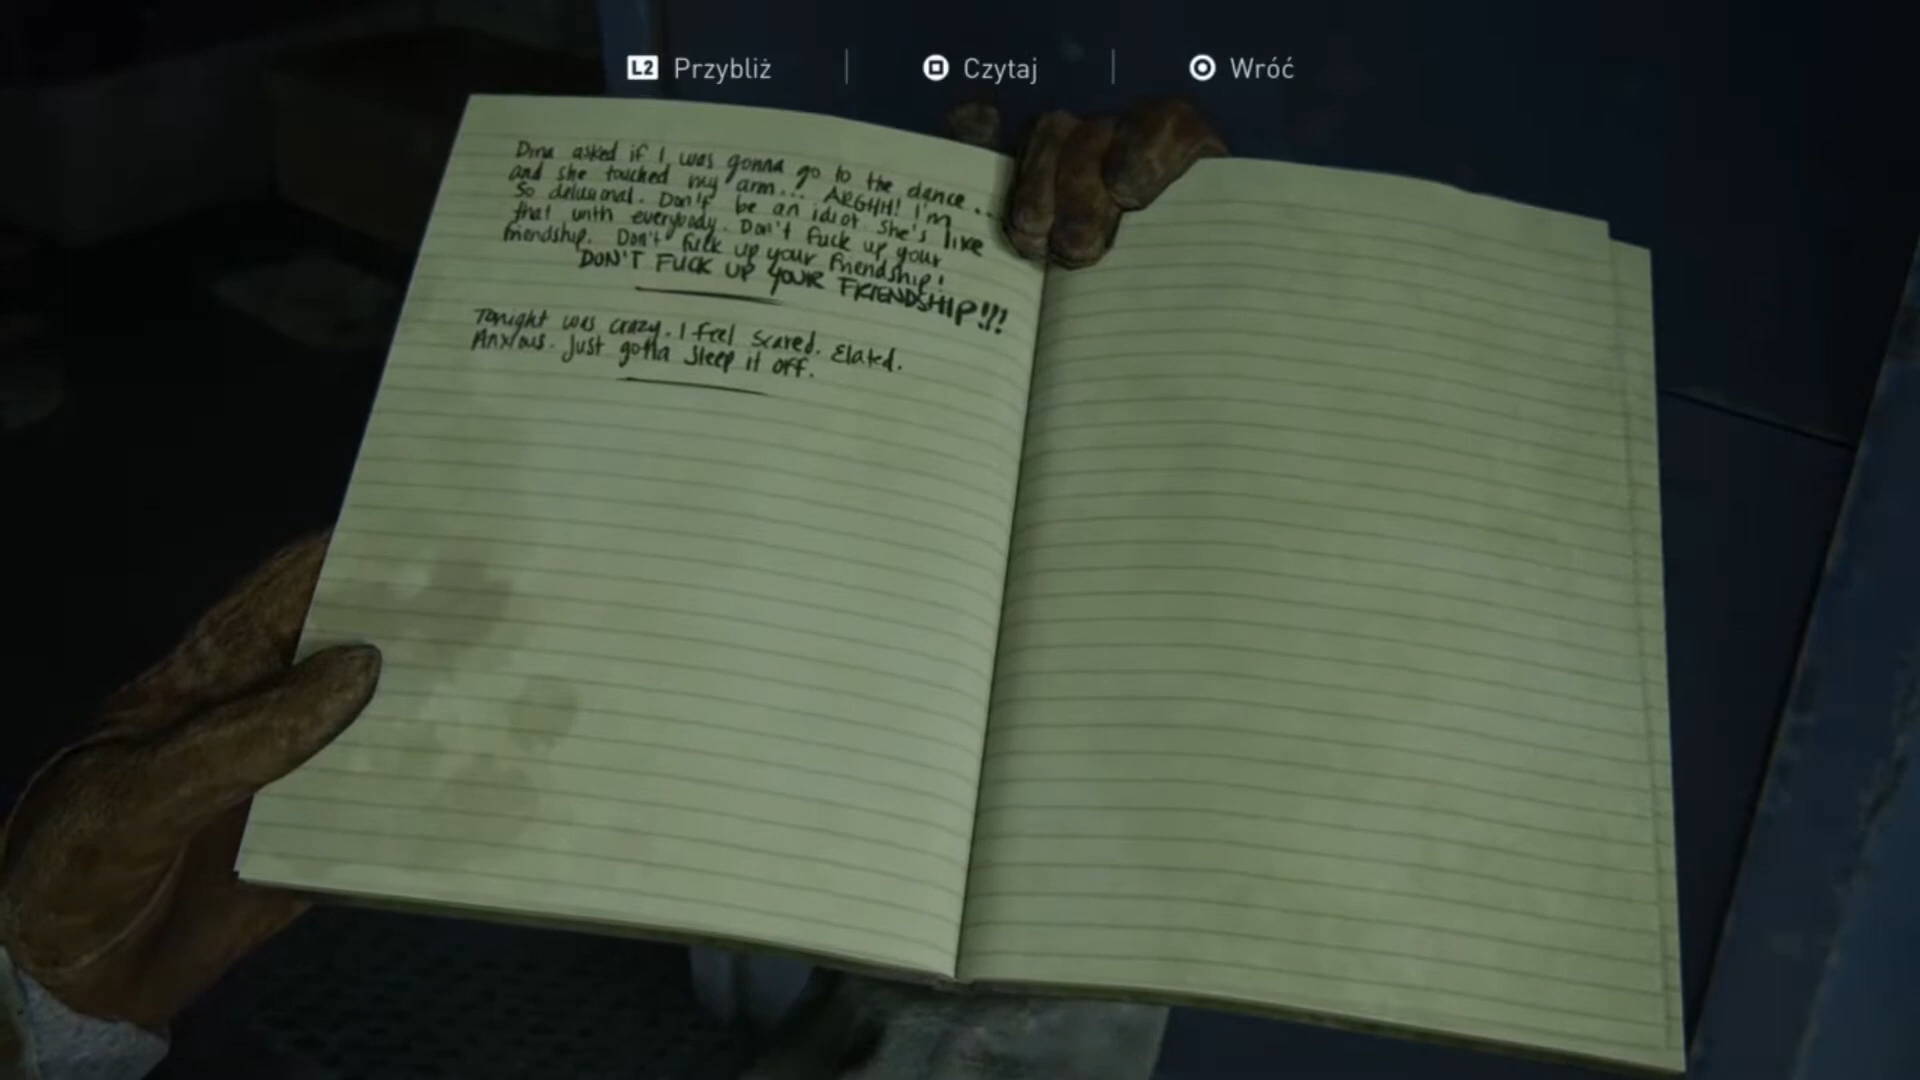 L2 Przybliż
Czytaj
Wróć
Dina asked if I was gonna go to the dance...
and she touched my arm... ARGHH! I'm
So delusional. Don't be an idiot. She's like
that with everybody. Don't fuck up your
friendship. Don't fuck up your friendship!
DON'T FUCK UP YOUR FRIENDSHIP!!!
Tonight was crazy. I feel scared. Elated.
Anxious. Just gotta sleep it off.